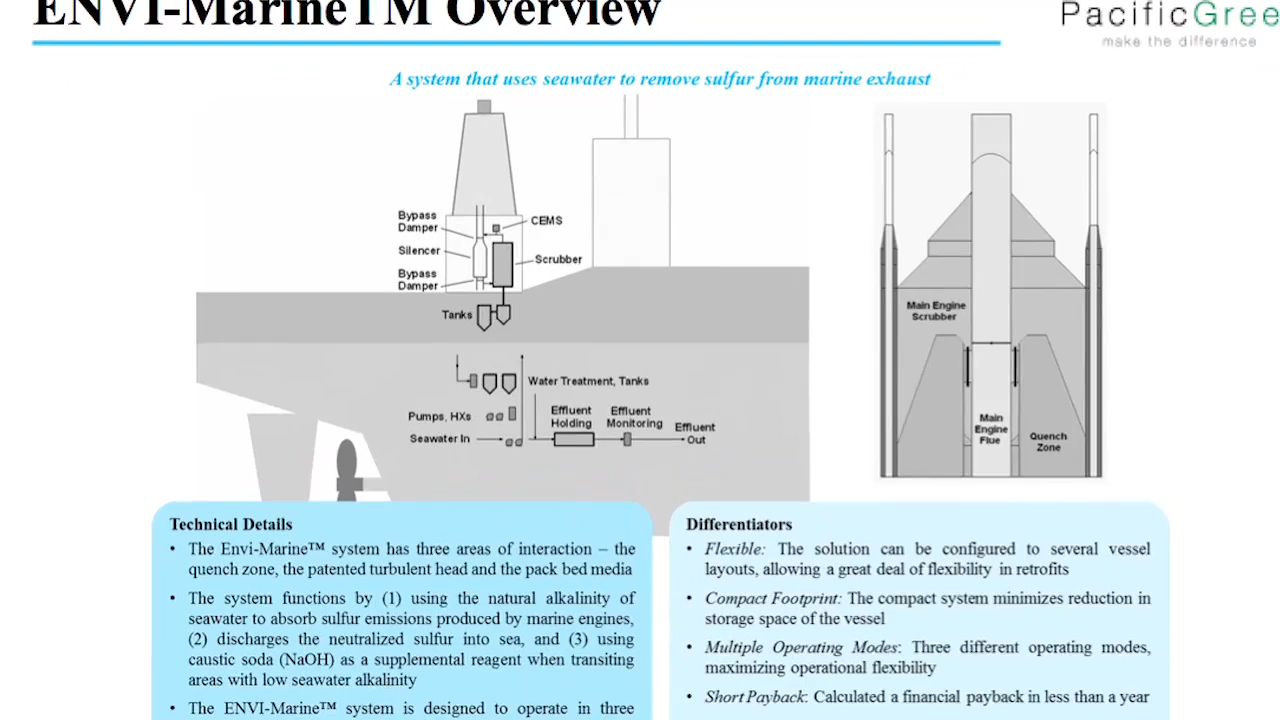 ENVI-MarineTM Overview
PacificGree
make the difference
A system that uses seawater to remove sulfur from marine exhaust
Bypass
Damper
CEMS
Silencer
Scrubber
Bypass
Damper
Tanks
Water Treatment, Tanks
Pumps, HXs
Effluent
Holding
Effluent
Monitoring
Effluent
Out
Seawater In
Main Engine
Scrubber
Main
Engine
Flue
Quench
Zone
Technical Details
• The Envi-Marine™ system has three areas of interaction – the
quench zone, the patented turbulent head and the pack bed media
• The system functions by (1) using the natural alkalinity of
seawater to absorb sulfur emissions produced by marine engines,
(2) discharges the neutralized sulfur into sea, and (3) using
caustic soda (NaOH) as a supplemental reagent when transiting
areas with low seawater alkalinity
• The ENVI-Marine™ system is designed to operate in three
Differentiators
• Flexible: The solution can be configured to several vessel
layouts, allowing a great deal of flexibility in retrofits
• Compact Footprint: The compact system minimizes reduction in
storage space of the vessel
• Multiple Operating Modes: Three different operating modes,
maximizing operational flexibility
• Short Payback: Calculated a financial payback in less than a year